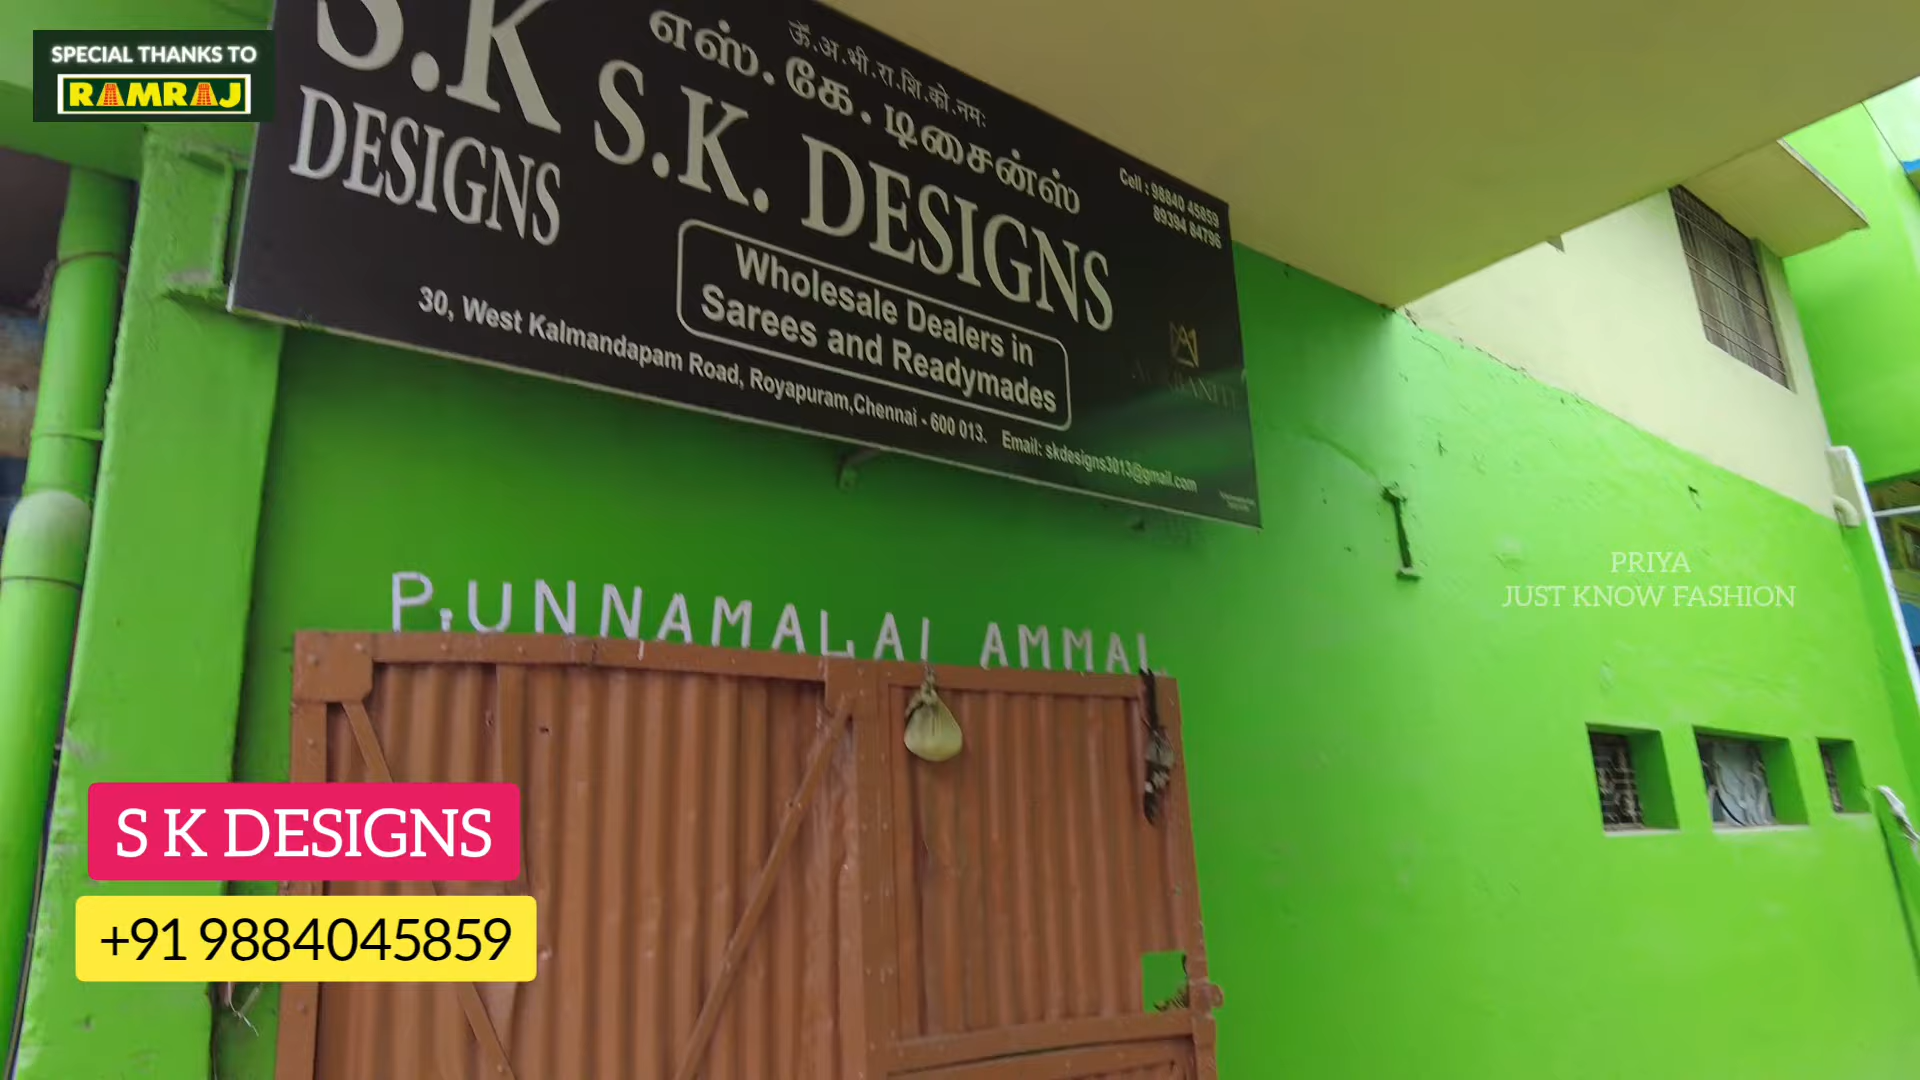 SPECIAL THANKS TO
RAMRAJ
ஊँ.अ.भी.रा.शि.को.नमः
S.K
DESIGNS
எஸ்.கே.டிசைன்ஸ்
S.K. DESIGNS
Cell : 98840 45859
89394 84796
Wholesale Dealers in
Sarees and Readymades
30, West Kalmandapam Road, Royapuram,Chennai - 600 013. Email: skdesigns3013@gmail.com
PRIYA
JUST KNOW FASHION
P.UNNAMALAI AMMAL
S K DESIGNS
+91 9884045859